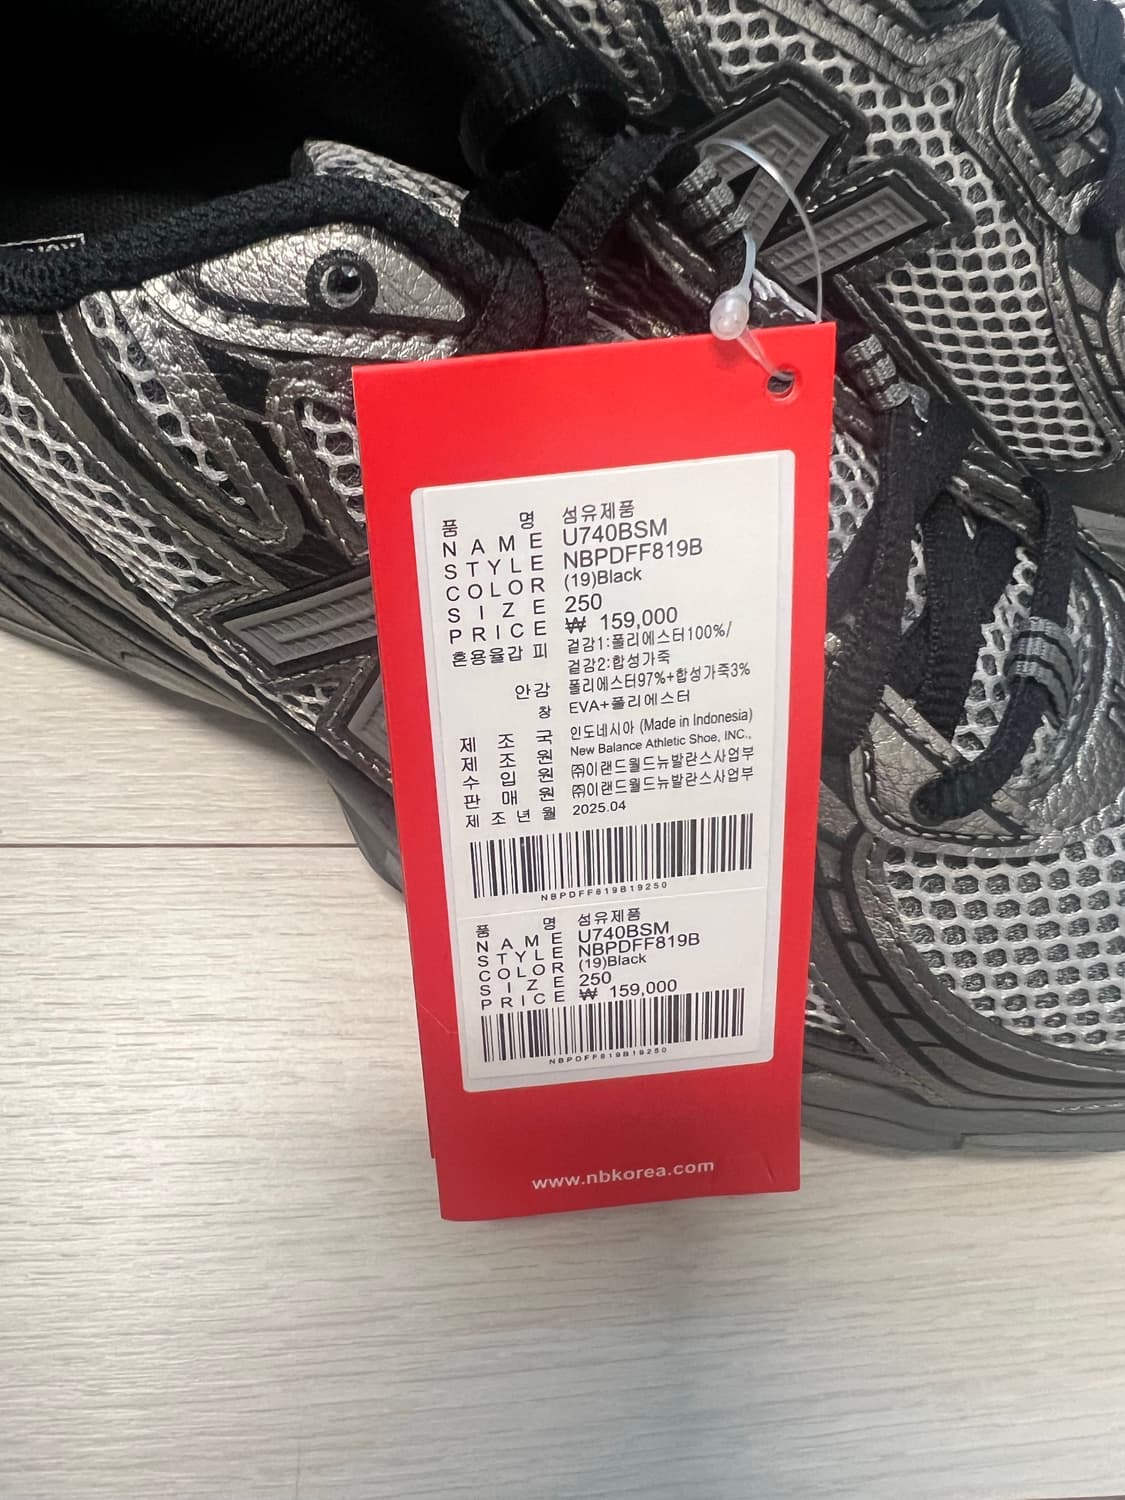 품 명 섬유제품
NAME U740BSM
STYLE NBPDFF819B
COLOR (19)Black
SIZE 250
PRICE ₩ 159,000
혼용율갑 피 겉감1:폴리에스터100%/
겉감2:합성가죽
안감 폴리에스터97%+합성가죽3%
창 EVA+폴리에스터
제 조 국 인도네시아 (Made in Indonesia)
제 조 원 New Balance Athletic Shoe, INC.,
수 입 원 ㈜이랜드월드뉴발란스사업부
판 매 원 ㈜이랜드월드뉴발란스사업부
제 조 년 월 2025.04
NBPDFF819B19250
품 명 섬유제품
NAME U740BSM
STYLE NBPDFF819B
COLOR (19)Black
SIZE 250
PRICE ₩ 159,000
NBPDFF819B19250
www.nbkorea.com